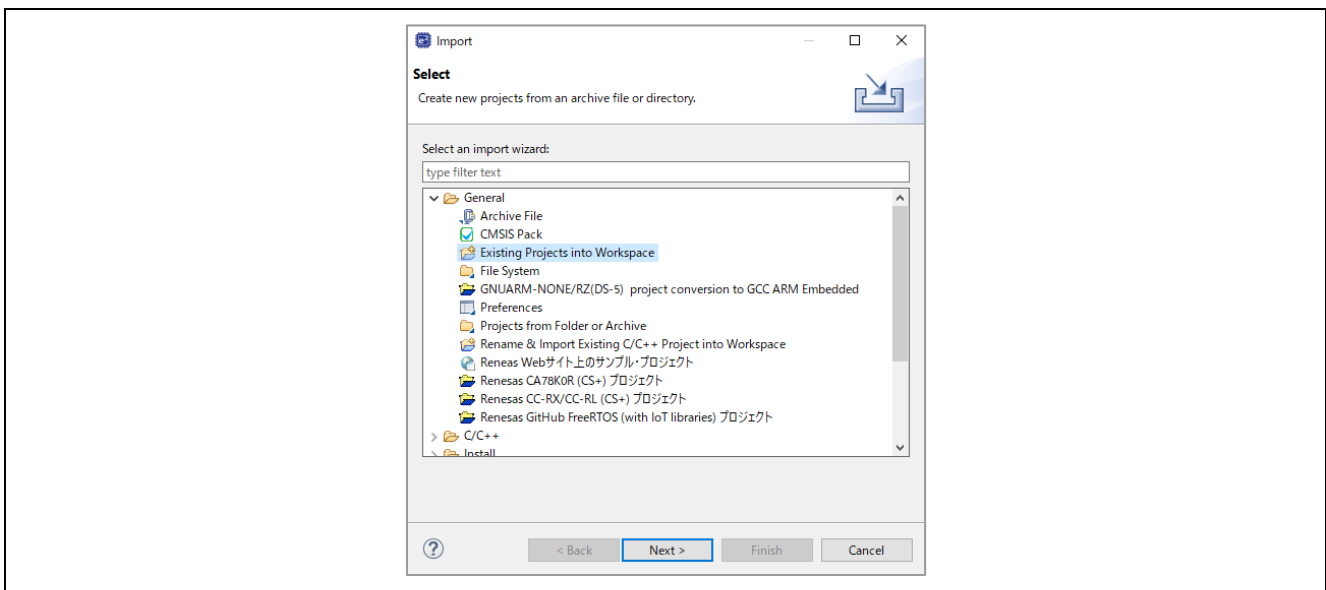 Import
Select
Create new projects from an archive file or directory.
Select an import wizard:
type filter text
General
Archive File
CMSIS Pack
Existing Projects into Workspace
File System
GNUARM-NONE/RZ(DS-5) project conversion to GCC ARM Embedded
Preferences
Projects from Folder or Archive
Rename & Import Existing C/C++ Project into Workspace
Reneas Webサイト上のサンプル・プロジェクト
Renesas CA78K0R (CS+) プロジェクト
Renesas CC-RX/CC-RL (CS+) プロジェクト
Renesas GitHub FreeRTOS (with IoT libraries) プロジェクト
C/C++
Install
< Back Next > Finish Cancel